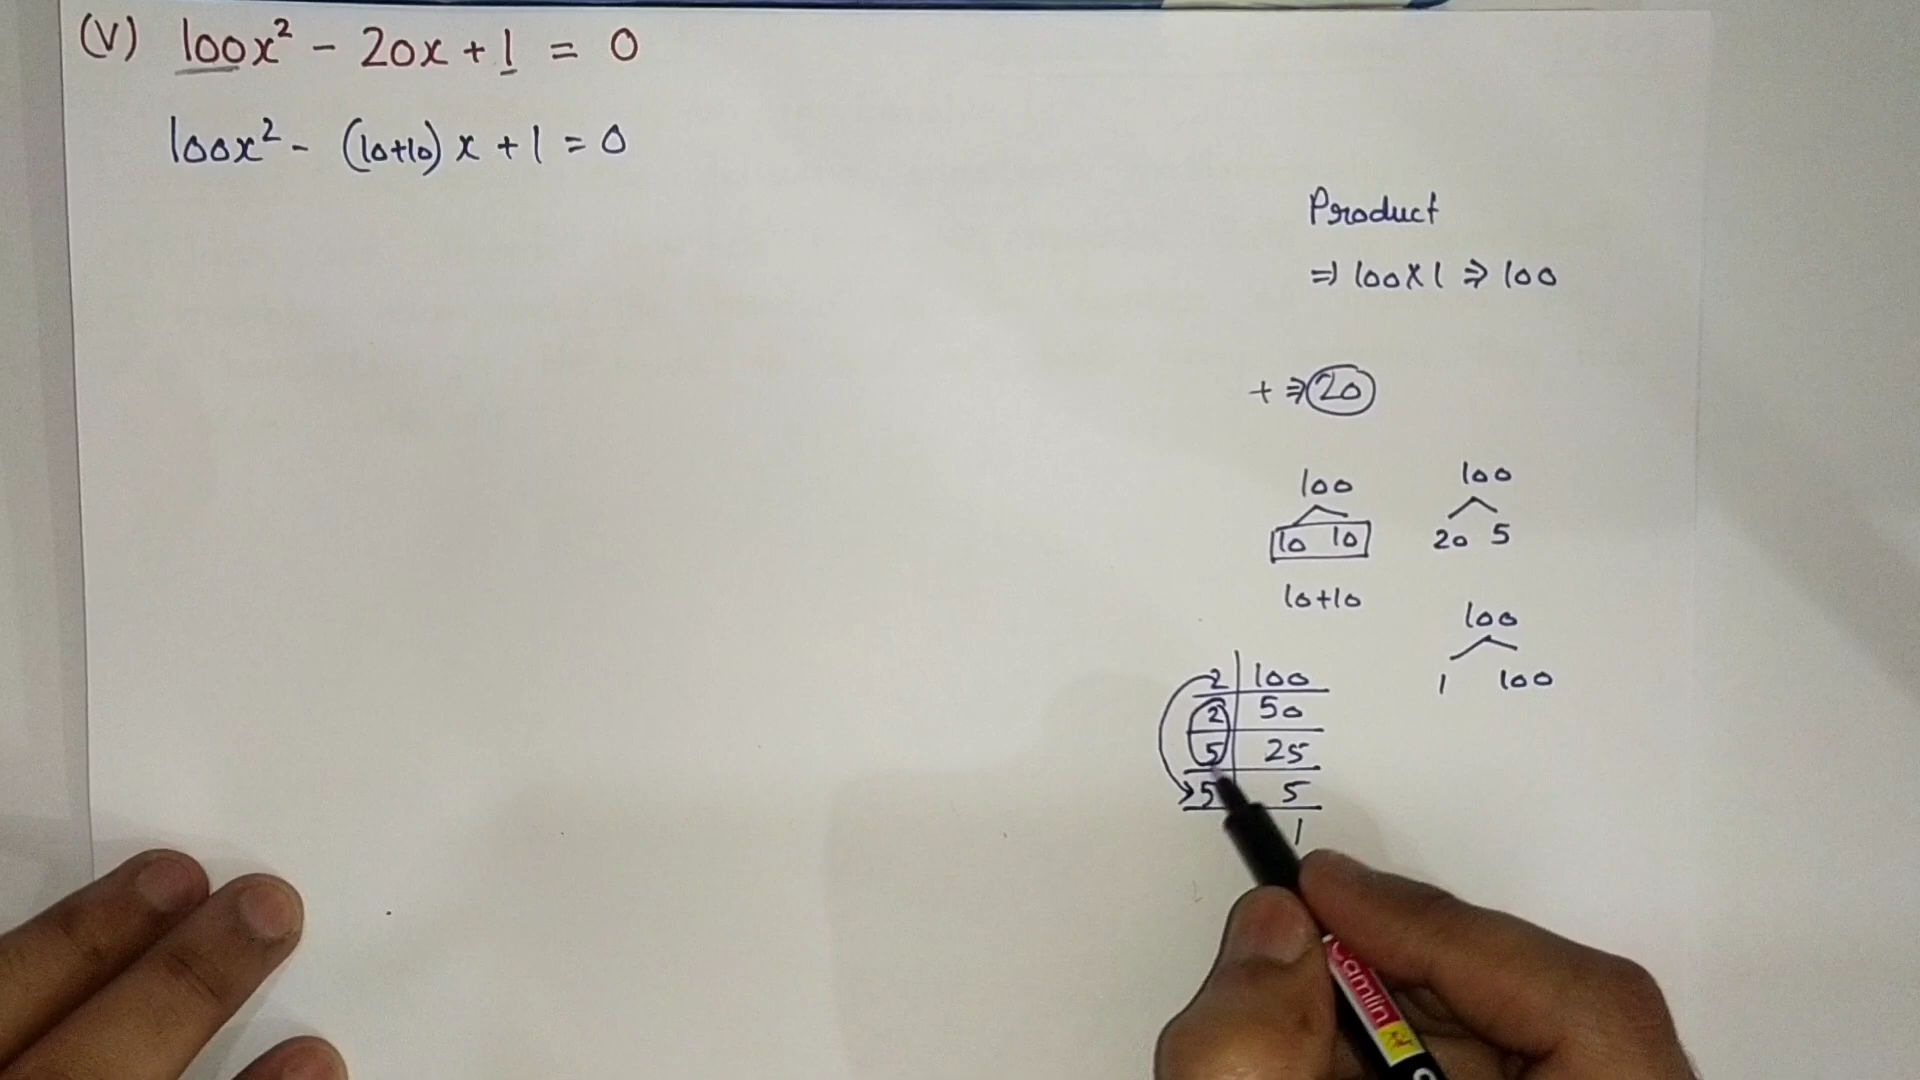 (V) 100x² - 20x + 1 = 0
100x² - (10+10) x + 1 = 0
Product
⇒ 100 X 1 ⇒ 100
+ ⇒ 20
100
10 10
10+10
100
20 5
100
1 100
2 | 100
2 | 50
5 | 25
5 | 5
1
Camlin